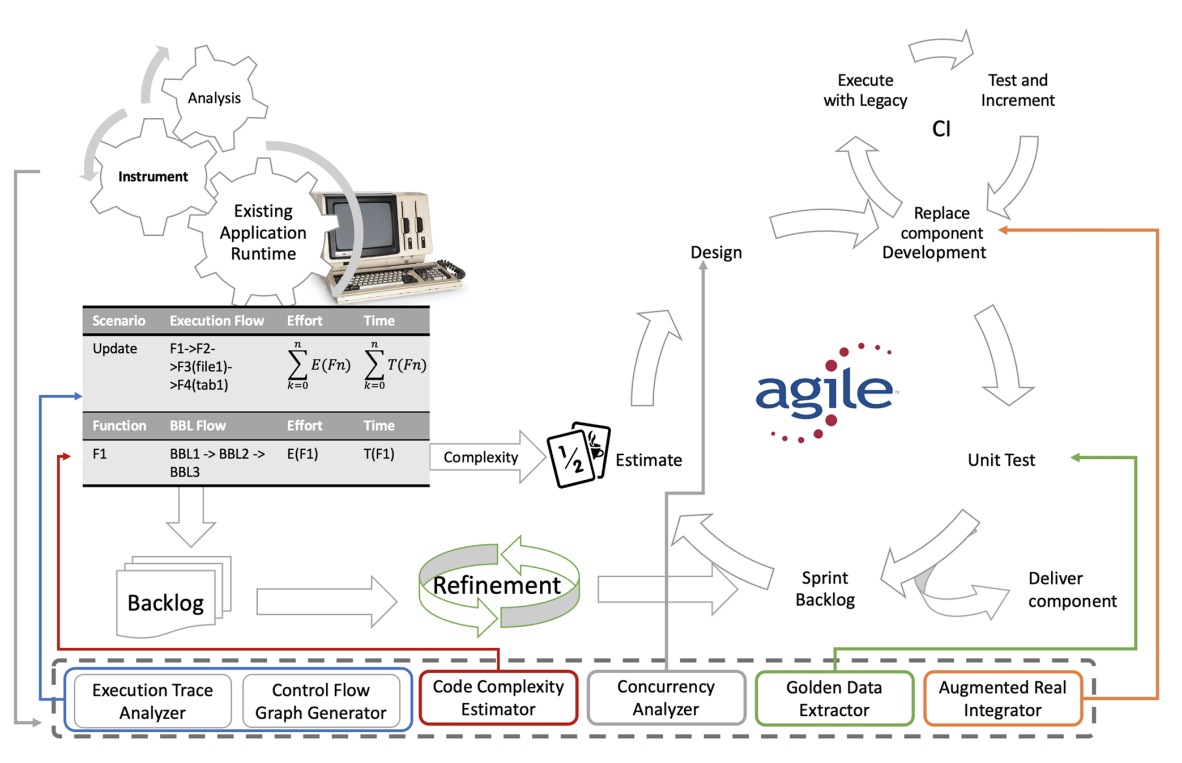 Analysis
Instrument
Existing
Application
Runtime
Scenario Execution Flow Effort Time
Update F1->F2-
>F3(file1)-
>F4(tab1)
n
∑ E(Fn)
k=0
n
∑ T(Fn)
k=0
Function BBL Flow Effort Time
F1 BBL1 -> BBL2 ->
BBL3
E(F1) T(F1)
Complexity
1/2
Estimate
Backlog
Refinement
Design
Execute
with Legacy
Test and
Increment
CI
Replace
component
Development
agile
™
Unit Test
Sprint
Backlog
Deliver
component
Execution Trace
Analyzer
Control Flow
Graph Generator
Code Complexity
Estimator
Concurrency
Analyzer
Golden Data
Extractor
Augmented Real
Integrator